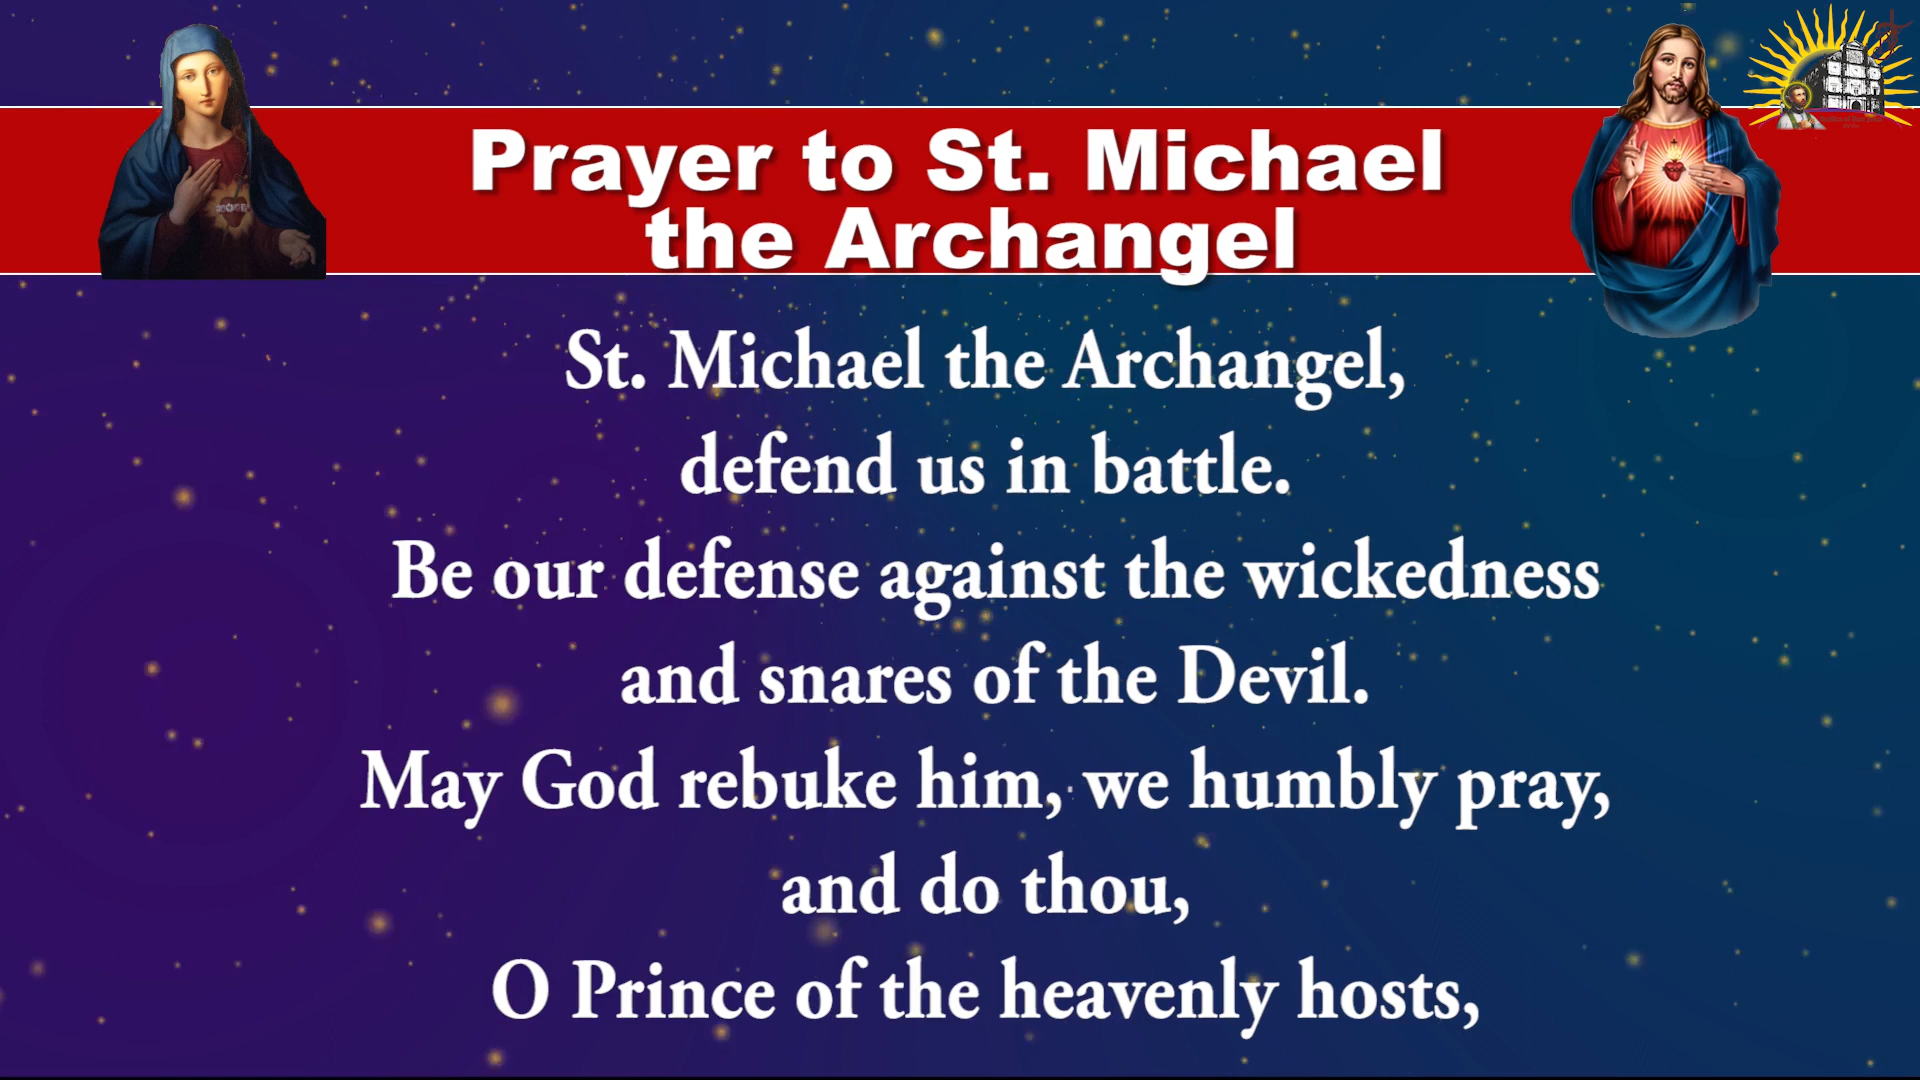 Prayer to St. Michael
the Archangel
St. Michael the Archangel,
defend us in battle.
Be our defense against the wickedness
and snares of the Devil.
May God rebuke him, we humbly pray,
and do thou,
O Prince of the heavenly hosts,